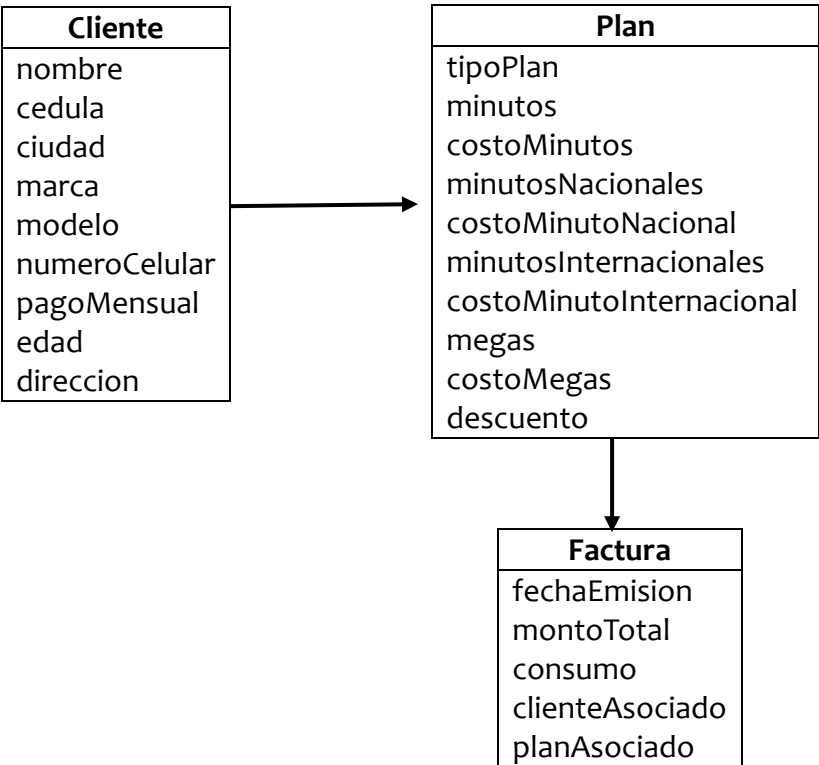 Cliente
nombre
cedula
ciudad
marca
modelo
numeroCelular
pagoMensual
edad
direccion
Plan
tipoPlan
minutos
costoMinutos
minutosNacionales
costoMinutoNacional
minutosInternacionales
costoMinutoInternacional
megas
costoMegas
descuento
Factura
fechaEmision
montoTotal
consumo
clienteAsociado
planAsociado